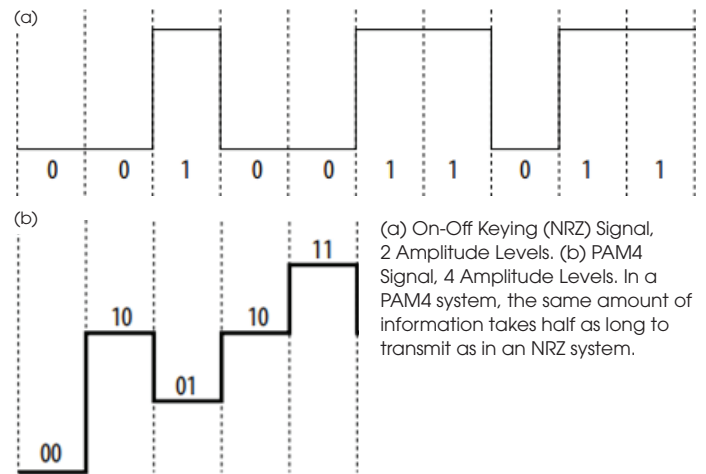 (a)
0 0 1 0 0 1 1 0 1 1
(b)
00
10
01
10
11
(a) On-Off Keying (NRZ) Signal,
2 Amplitude Levels. (b) PAM4
Signal, 4 Amplitude Levels. In a
PAM4 system, the same amount of
information takes half as long to
transmit as in an NRZ system.